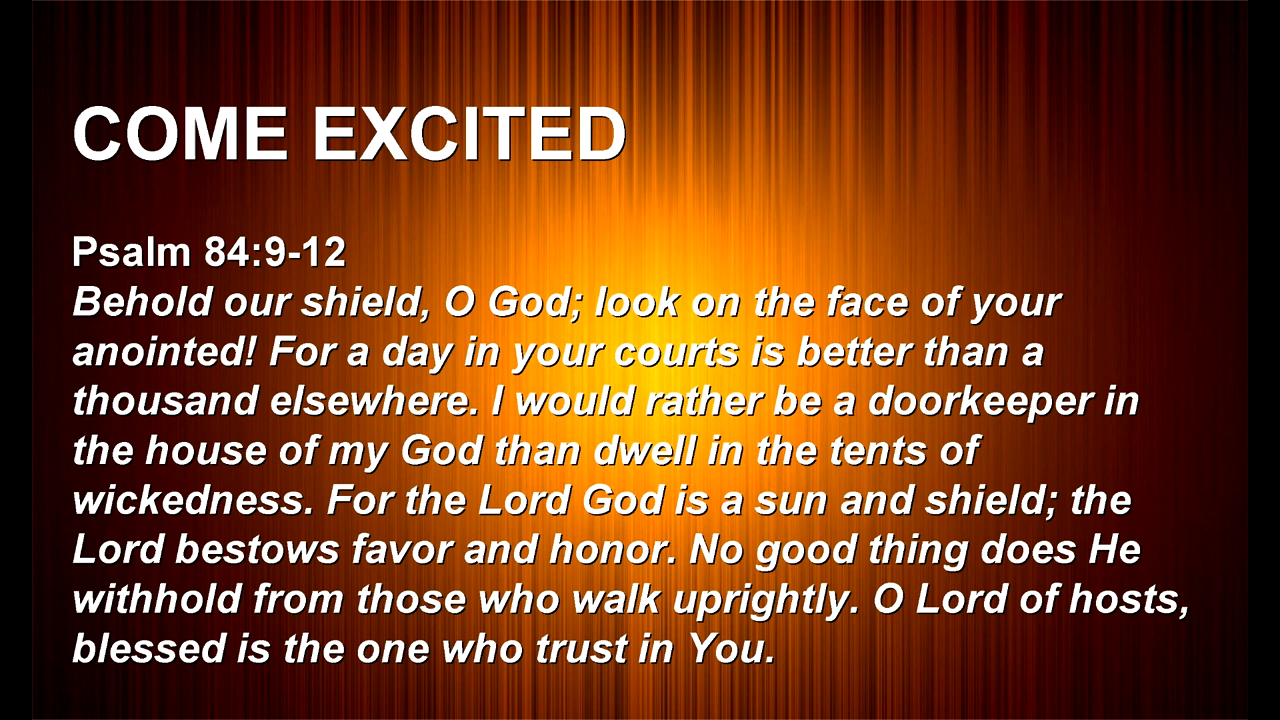 COME EXCITED
Psalm 84:9-12
Behold our shield, O God; look on the face of your
anointed! For a day in your courts is better than a
thousand elsewhere. I would rather be a doorkeeper in
the house of my God than dwell in the tents of
wickedness. For the Lord God is a sun and shield; the
Lord bestows favor and honor. No good thing does He
withhold from those who walk uprightly. O Lord of hosts,
blessed is the one who trust in You.